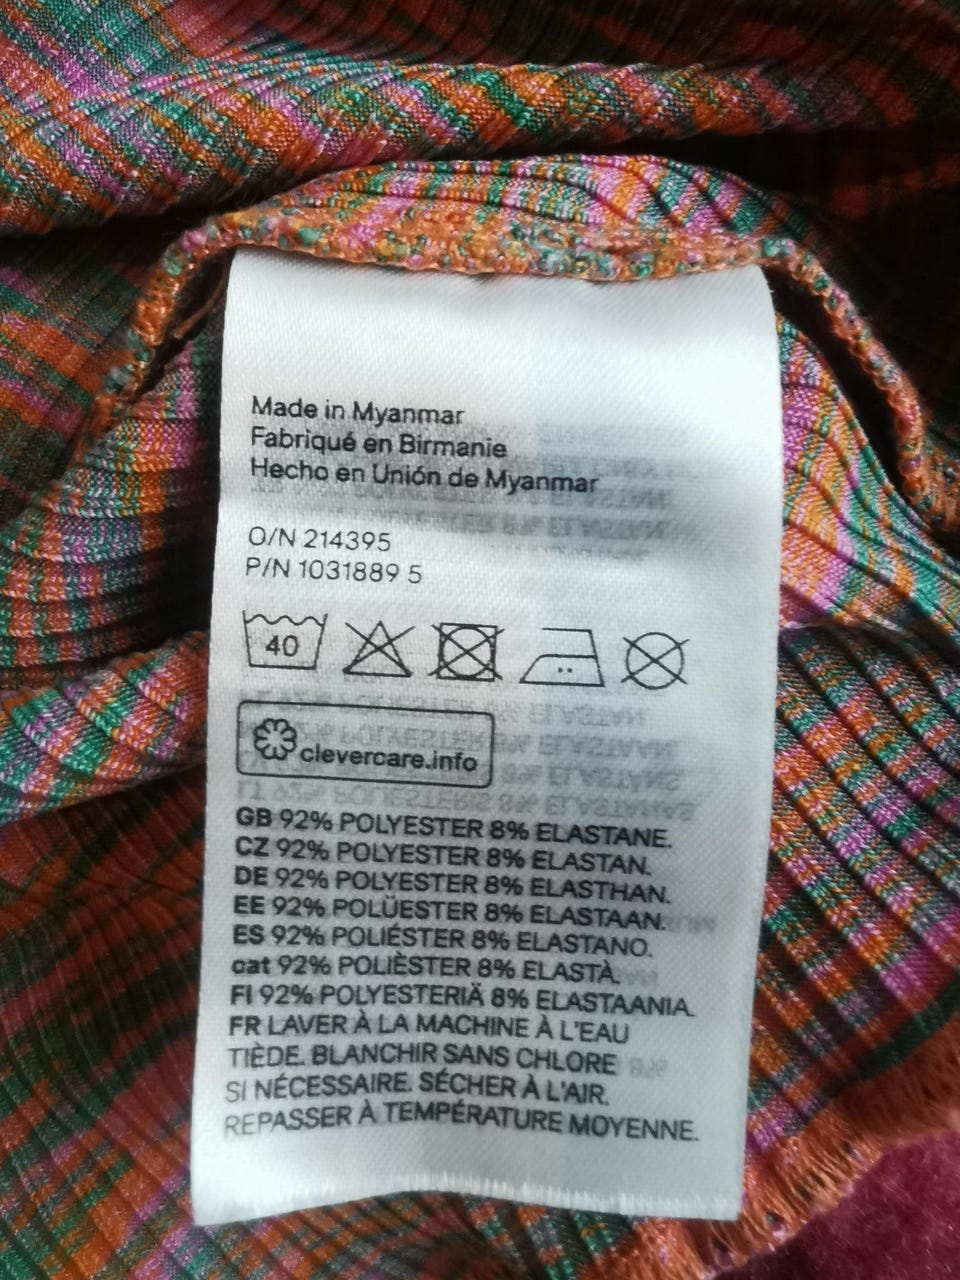 Made in Myanmar
Fabriqué en Birmanie
Hecho en Unión de Myanmar
O/N 214395
P/N 1031889 5
40
clevercare.info
GB 92% POLYESTER 8% ELASTANE.
CZ 92% POLYESTER 8% ELASTAN.
DE 92% POLYESTER 8% ELASTHAN.
EE 92% POLÜESTER 8% ELASTAAN.
ES 92% POLIÉSTER 8% ELASTANO.
cat 92% POLIÈSTER 8% ELASTÀ.
FI 92% POLYESTERIÄ 8% ELASTAANIA.
FR LAVER À LA MACHINE À L'EAU
TIÈDE. BLANCHIR SANS CHLORE
SI NÉCESSAIRE. SÉCHER À L'AIR.
REPASSER À TEMPÉRATURE MOYENNE.